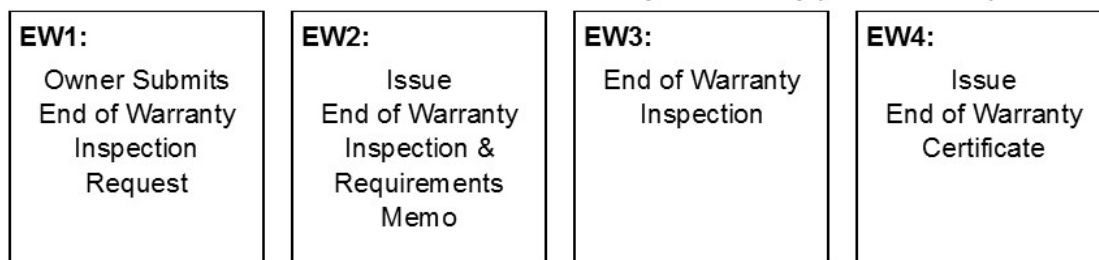 EW1:
Owner Submits
End of Warranty
Inspection
Request
EW2:
Issue
End of Warranty
Inspection &
Requirements
Memo
EW3:
End of Warranty
Inspection
EW4:
Issue
End of Warranty
Certificate